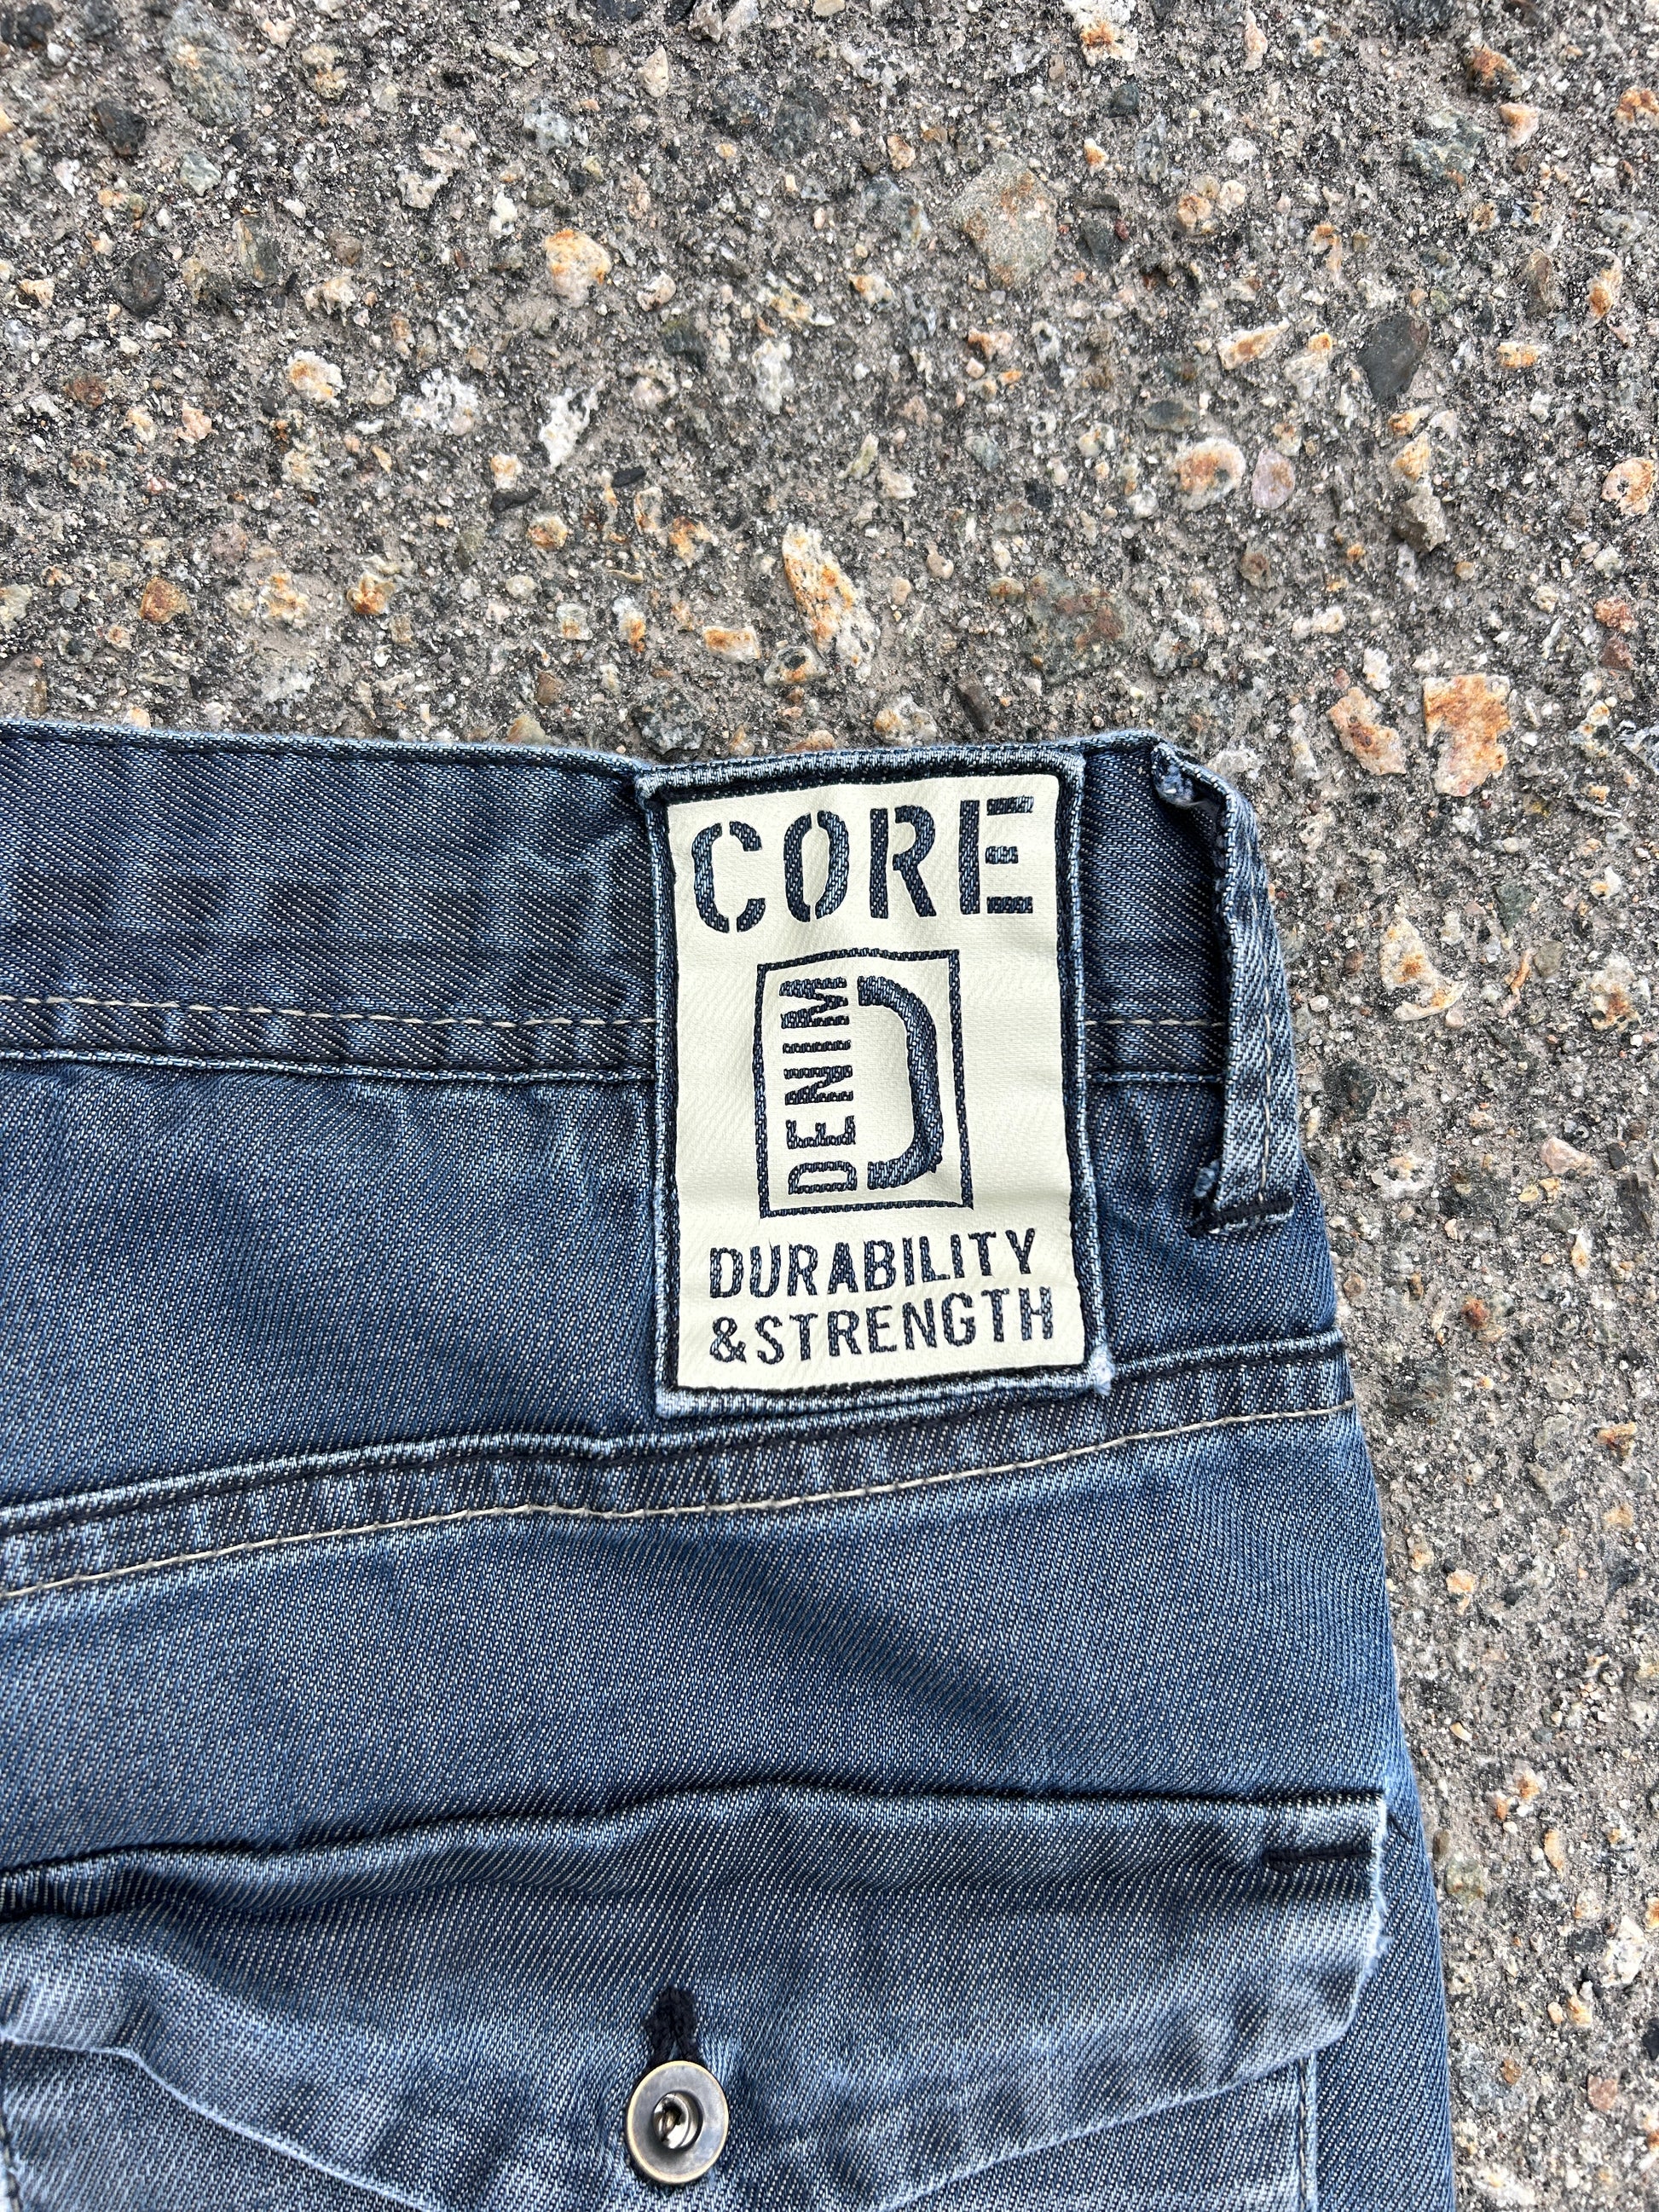 CORE
DENIM
D
DURABILITY
&STRENGTH